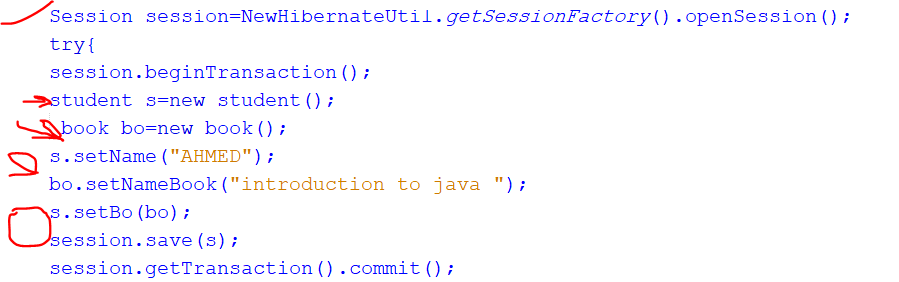 Session session=NewHibernateUtil.getSessionFactory().openSession();
try{
session.beginTransaction();
student s=new student();
book bo=new book();
s.setName("AHMED");
bo.setNameBook("introduction to java ");
s.setBo(bo);
session.save(s);
session.getTransaction().commit();